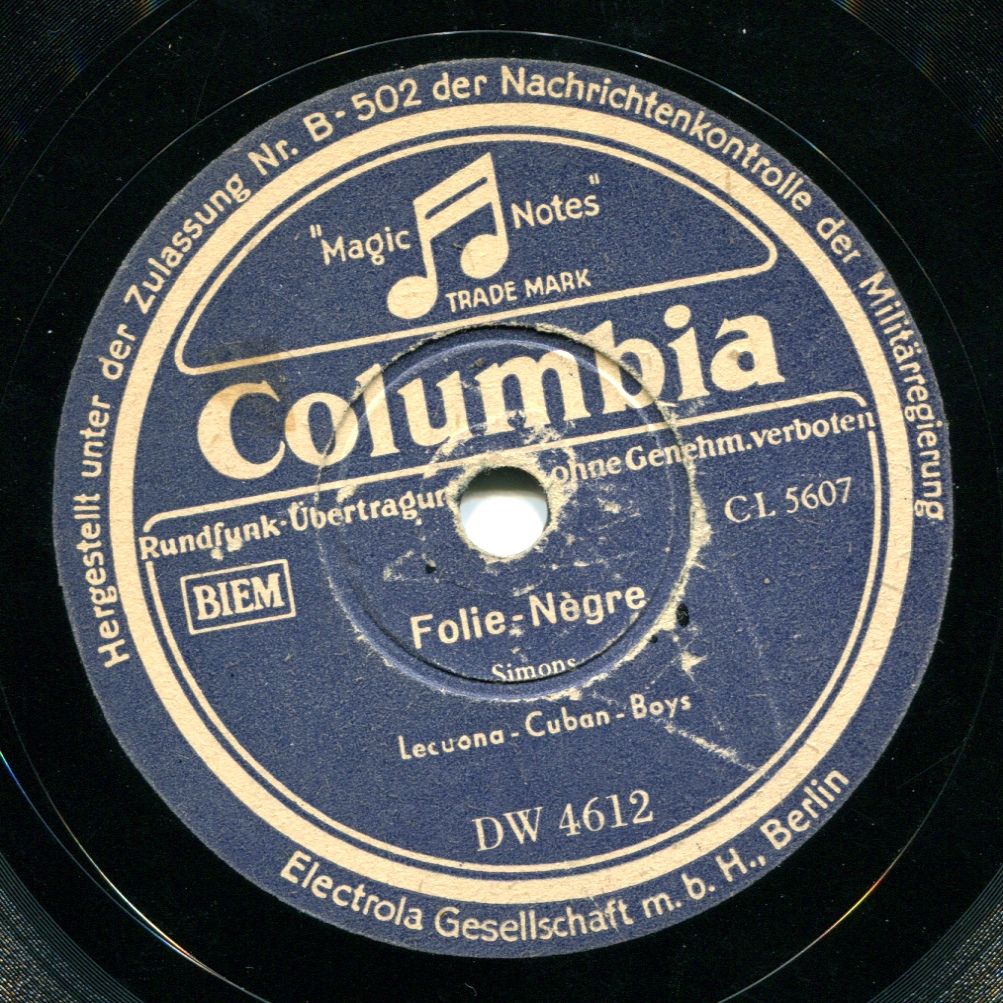 Hergestellt unter der Zulassung Nr. B-502 der Nachrichtenkontrolle der Militärregierung
"Magic Notes"
TRADE MARK
Columbia
Rundfunk-Übertragun ohne Genehm. verboten
BIEM
CL 5607
Folie-Nègre
Simons
Lecuona-Cuban-Boys
DW 4612
Electrola Gesellschaft m. b. H., Berlin